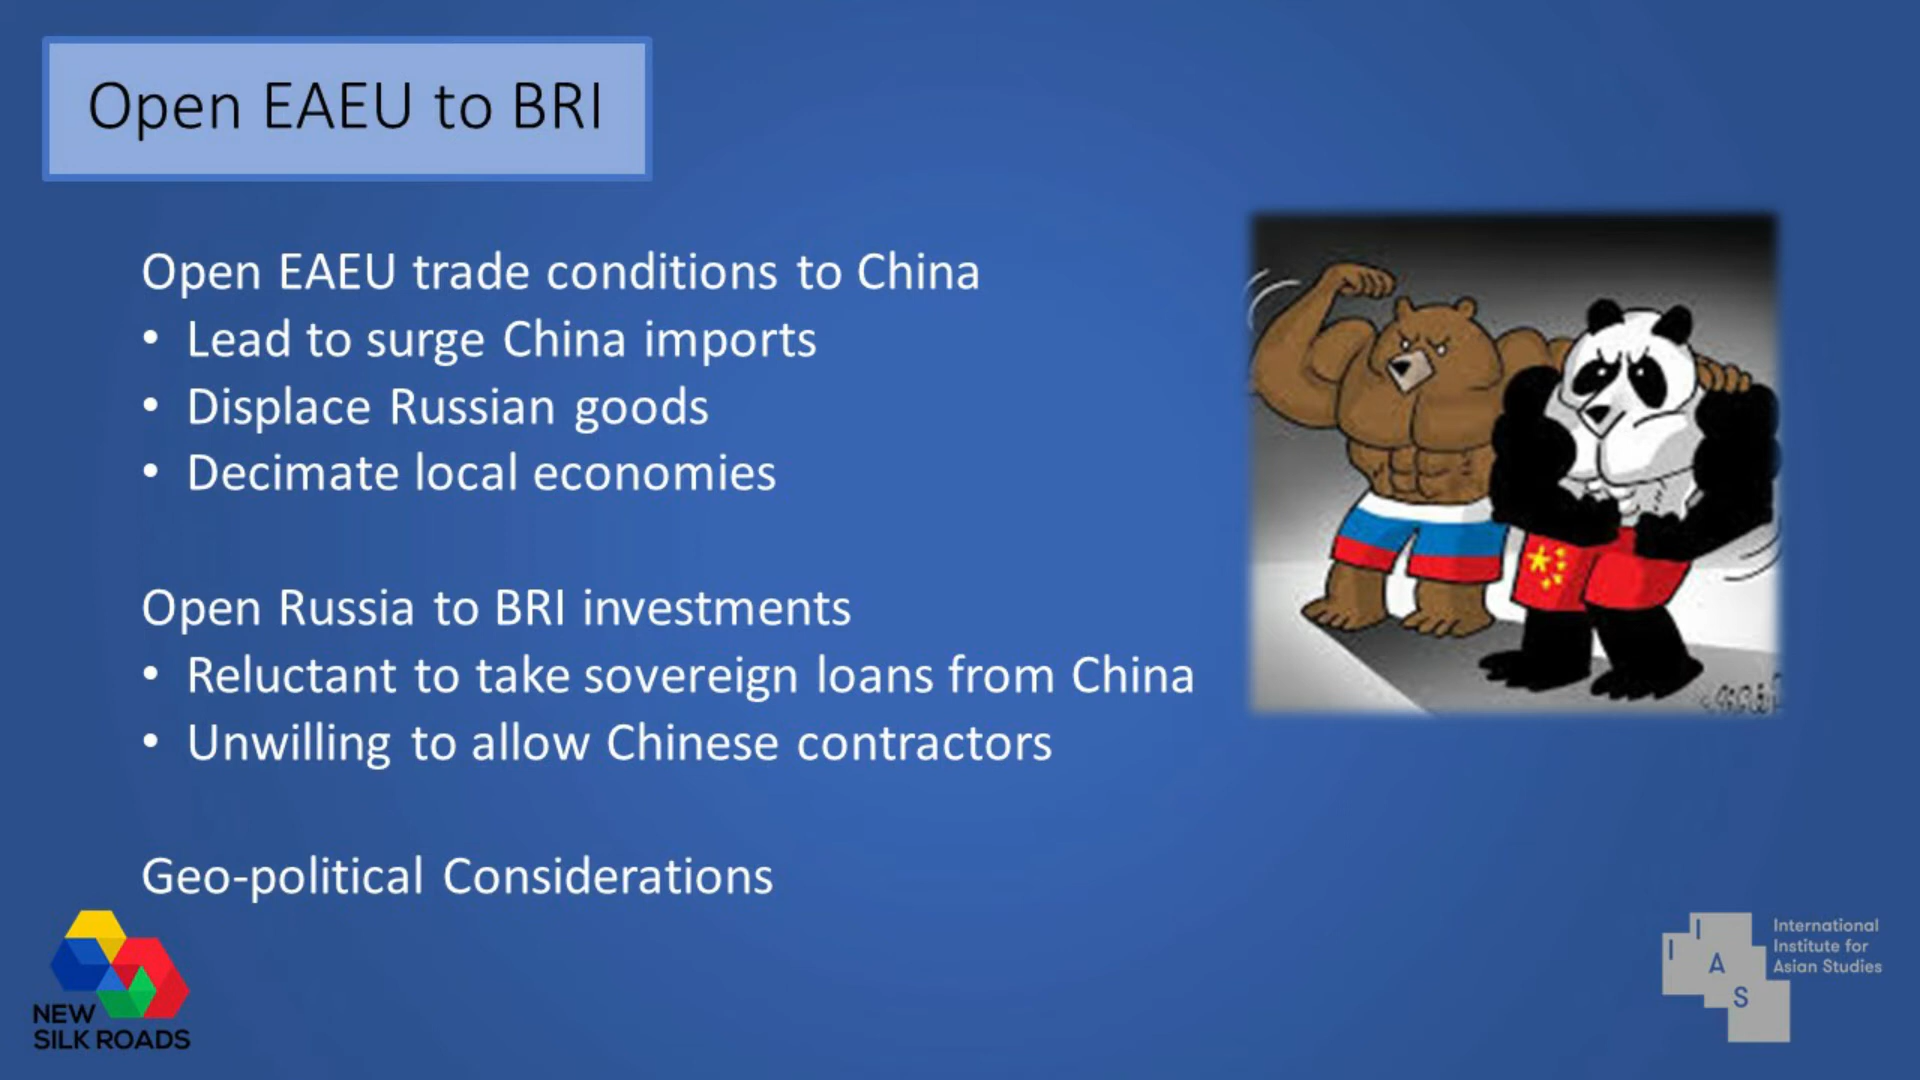 Open EAEU to BRI
Open EAEU trade conditions to China
• Lead to surge China imports
• Displace Russian goods
• Decimate local economies
Open Russia to BRI investments
• Reluctant to take sovereign loans from China
• Unwilling to allow Chinese contractors
Geo-political Considerations
NEW
SILK ROADS
I
I
A
S
International
Institute for
Asian Studies